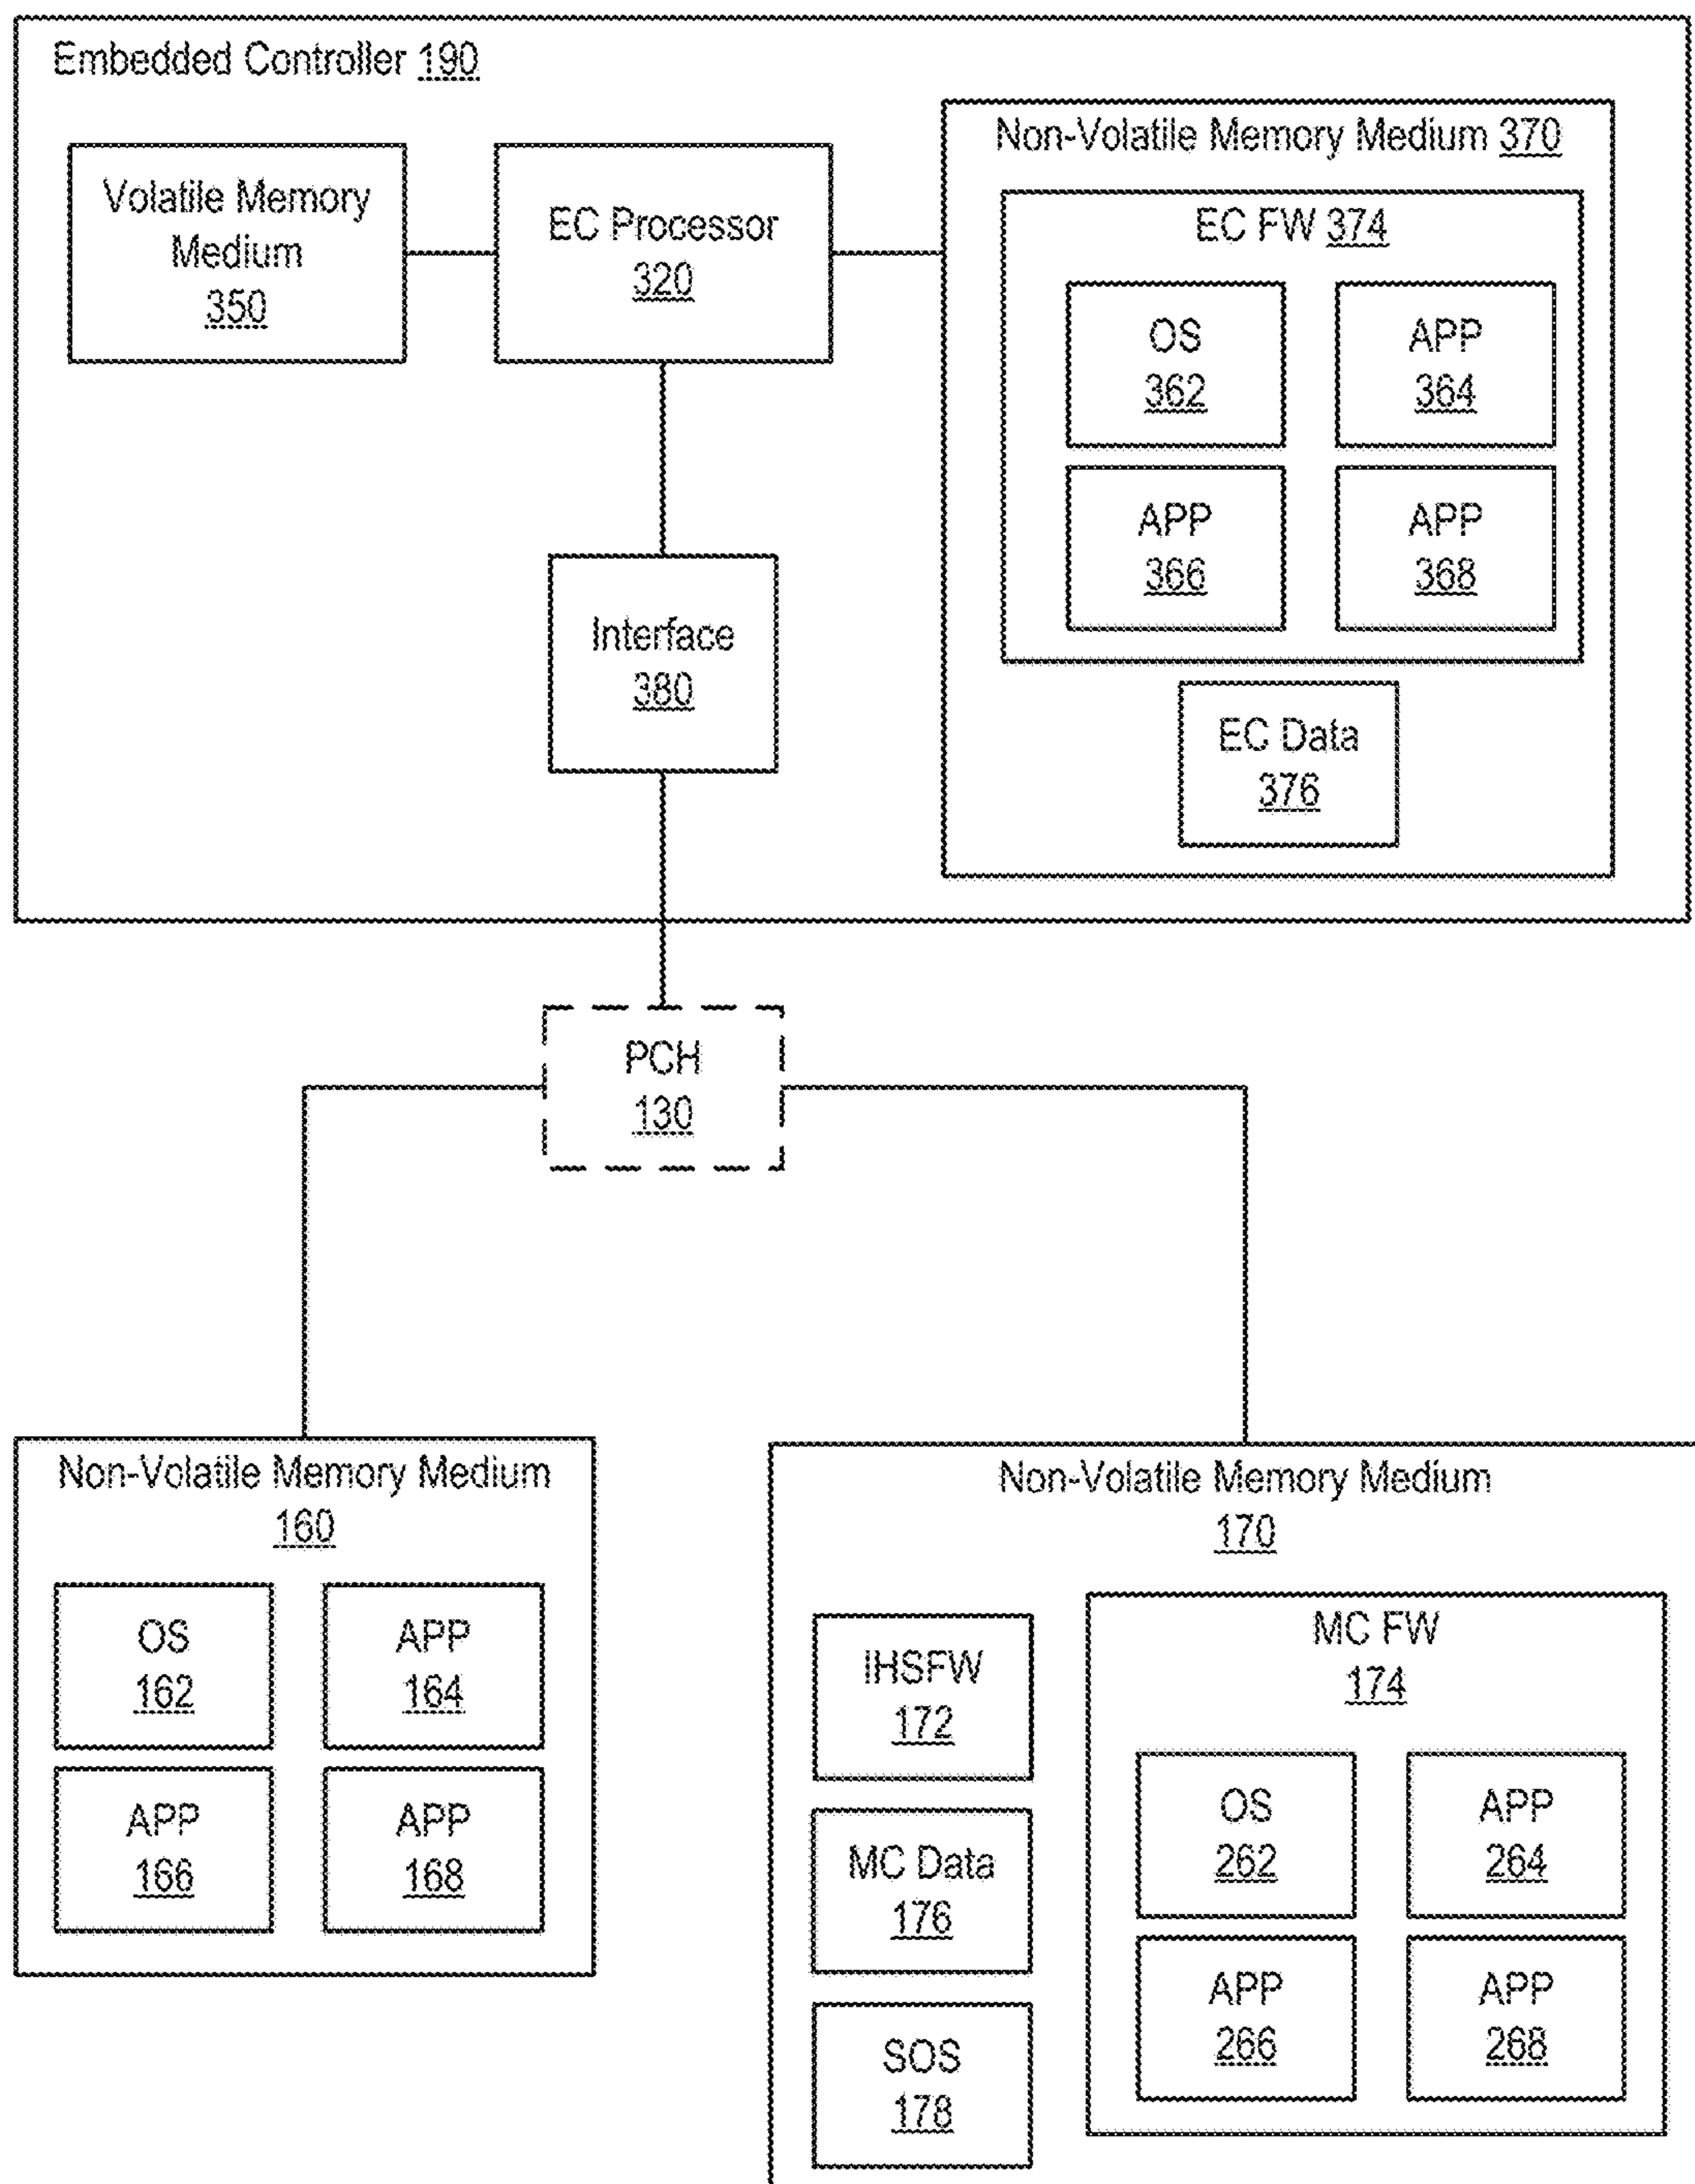 Embedded Controller 190
Volatile Memory
Medium
350
EC Processor
320
Non-Volatile Memory Medium 370
EC FW 374
OS
362
APP
364
APP
366
APP
368
EC Data
376
Interface
380
PCH
130
Non-Volatile Memory Medium
160
OS
162
APP
164
APP
166
APP
168
Non-Volatile Memory Medium
170
IHSFW
172
MC Data
176
SOS
178
MC FW
174
OS
262
APP
264
APP
266
APP
268